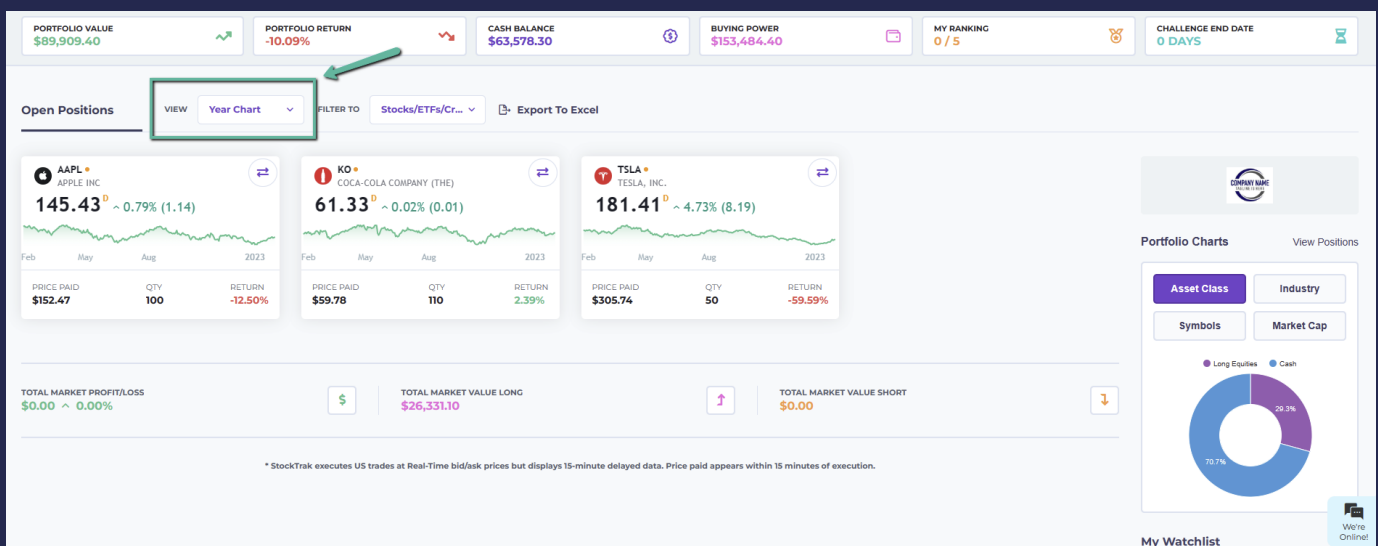 PORTFOLIO VALUE
$89,909.40
PORTFOLIO RETURN
-10.09%
CASH BALANCE
$63,578.30
BUYING POWER
$153,484.40
MY RANKING
0 / 5
CHALLENGE END DATE
0 DAYS
Open Positions VIEW Year Chart FILTER TO Stocks/ETFs/Cr... Export To Excel
AAPL
APPLE INC
145.43 D 0.79% (1.14)
Feb May Aug 2023
PRICE PAID QTY RETURN
$152.47 100 -12.50%
KO
COCA-COLA COMPANY (THE)
61.33 D 0.02% (0.01)
Feb May Aug 2023
PRICE PAID QTY RETURN
$59.78 110 2.39%
TSLA
TESLA, INC.
181.41 D 4.73% (8.19)
Feb May Aug 2023
PRICE PAID QTY RETURN
$305.74 50 -59.59%
COMPANY NAME
Portfolio Charts View Positions
Asset Class Industry
Symbols Market Cap
Long Equities Cash
29.3%
70.7%
TOTAL MARKET PROFIT/LOSS
$0.00 0.00%
$
TOTAL MARKET VALUE LONG
$26,331.10
TOTAL MARKET VALUE SHORT
$0.00
* StockTrak executes US trades at Real-Time bid/ask prices but displays 15-minute delayed data. Price paid appears within 15 minutes of execution.
My Watchlist
We're
Online!